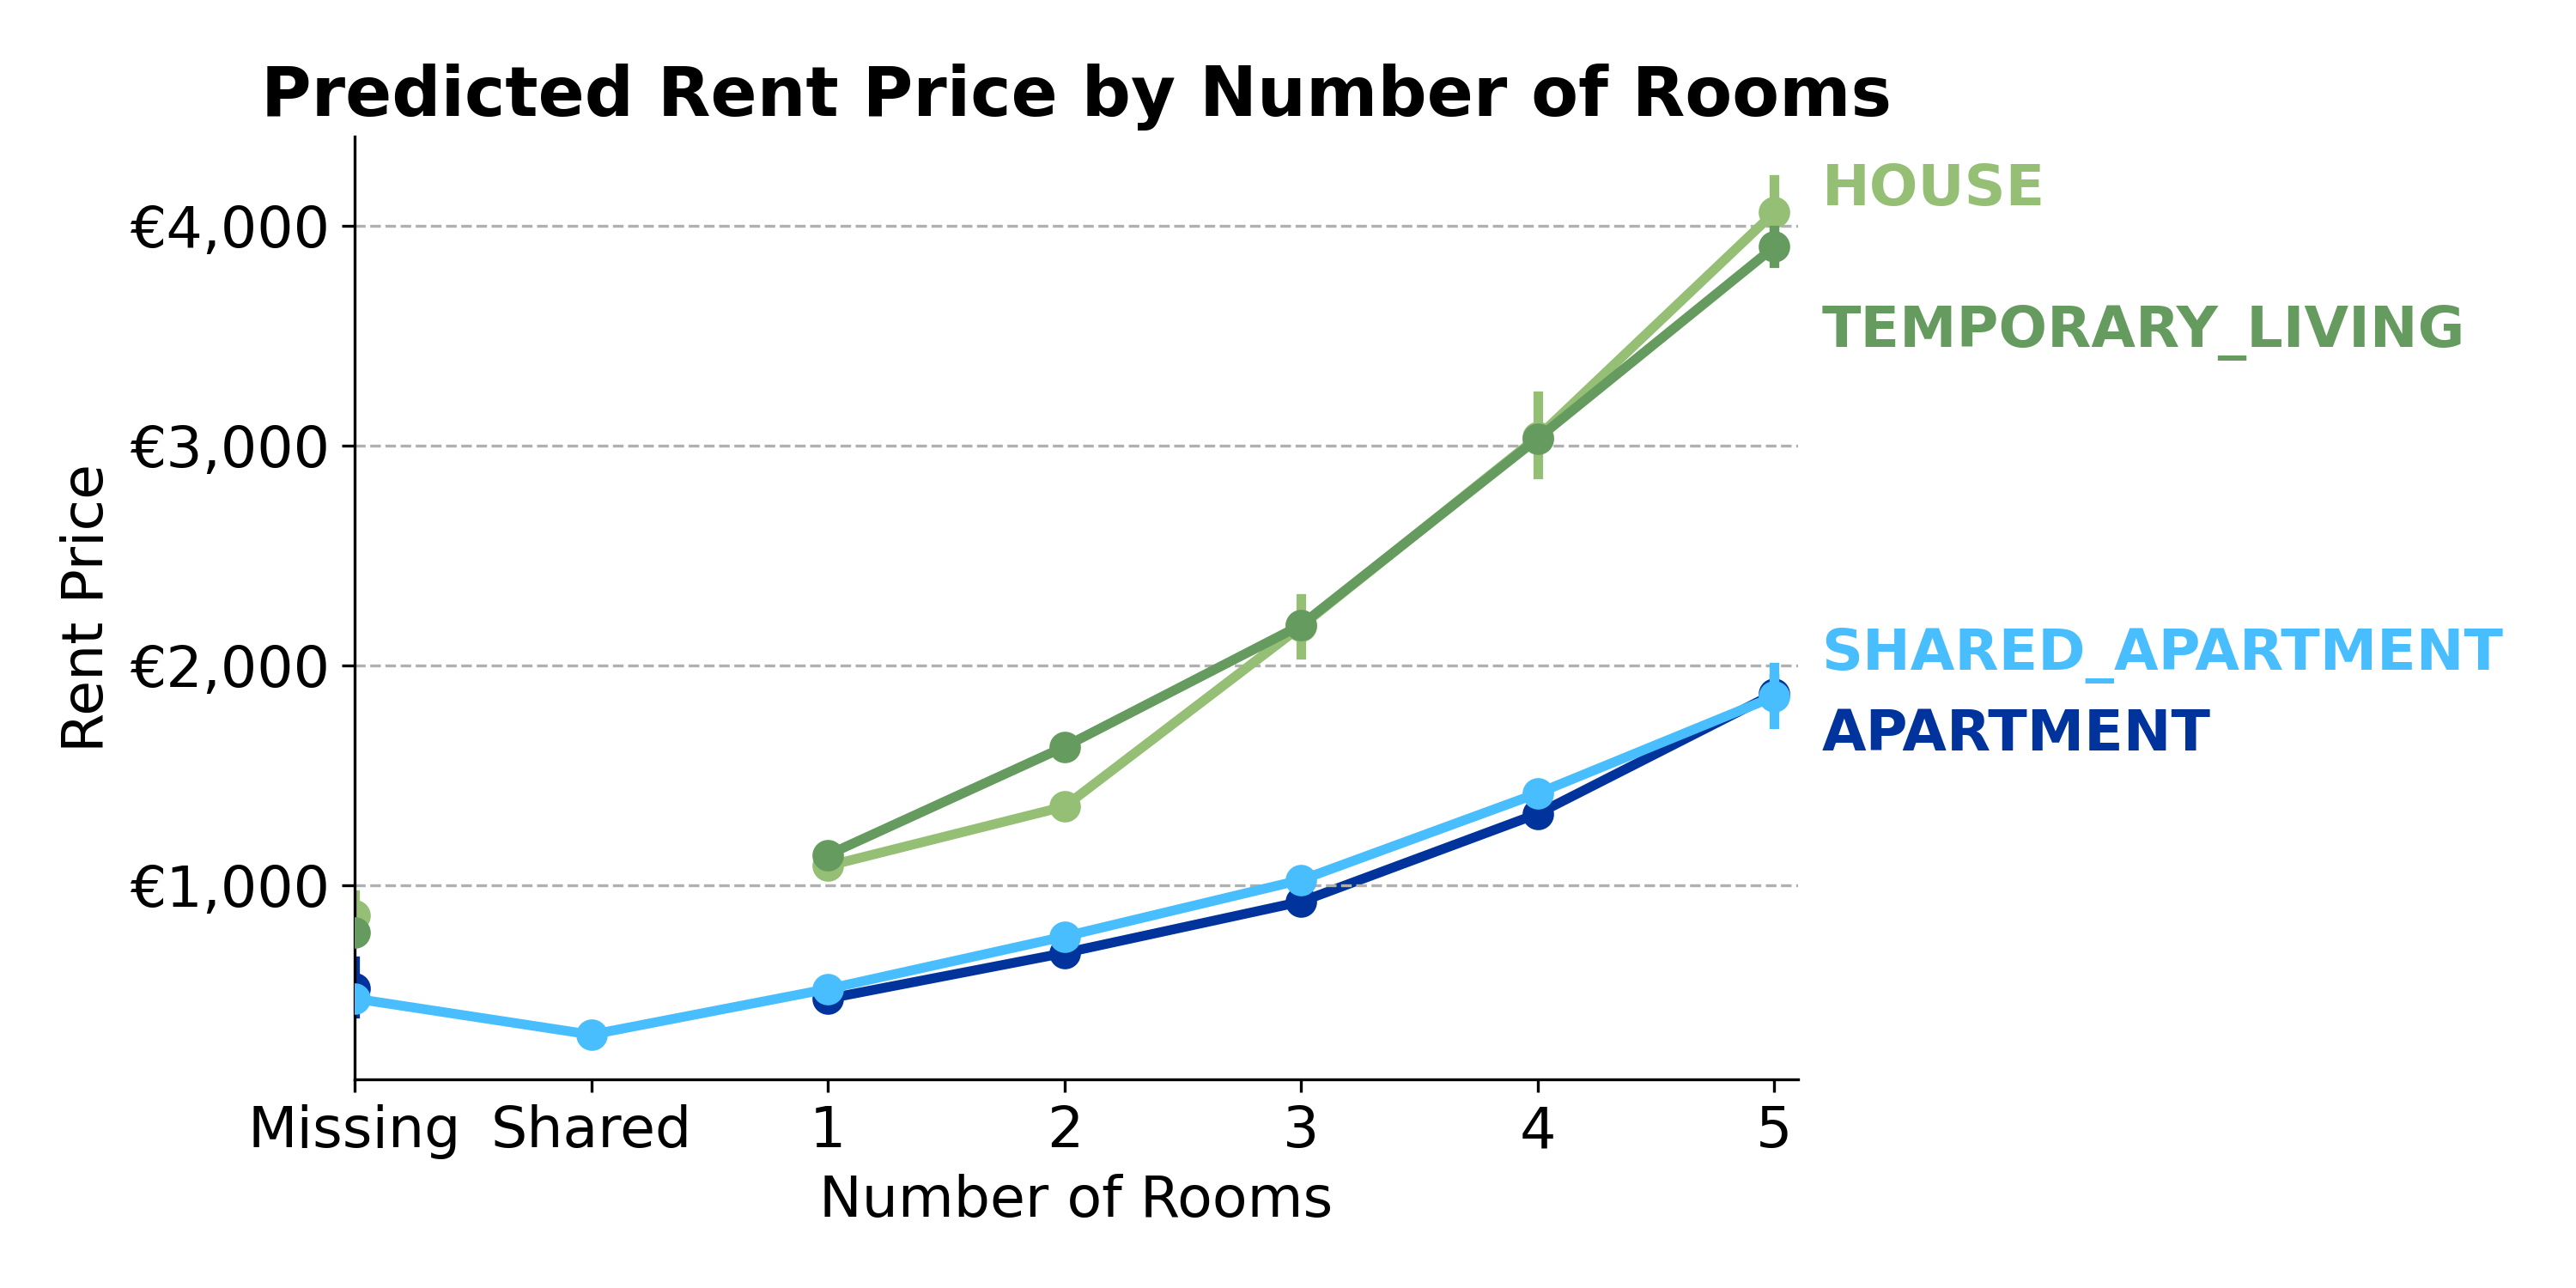 Predicted Rent Price by Number of Rooms
€4,000
€3,000
€2,000
€1,000
Rent Price
Missing
Shared
1
2
3
4
5
Number of Rooms
HOUSE
TEMPORARY_LIVING
SHARED_APARTMENT
APARTMENT